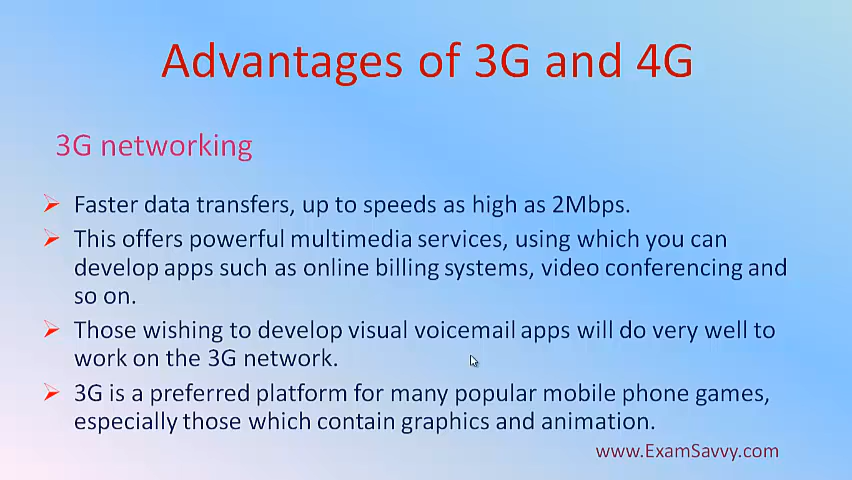 Advantages of 3G and 4G
3G networking
Faster data transfers, up to speeds as high as 2Mbps.
This offers powerful multimedia services, using which you can
develop apps such as online billing systems, video conferencing and
so on.
Those wishing to develop visual voicemail apps will do very well to
work on the 3G network.
3G is a preferred platform for many popular mobile phone games,
especially those which contain graphics and animation.
www.ExamSavvy.com